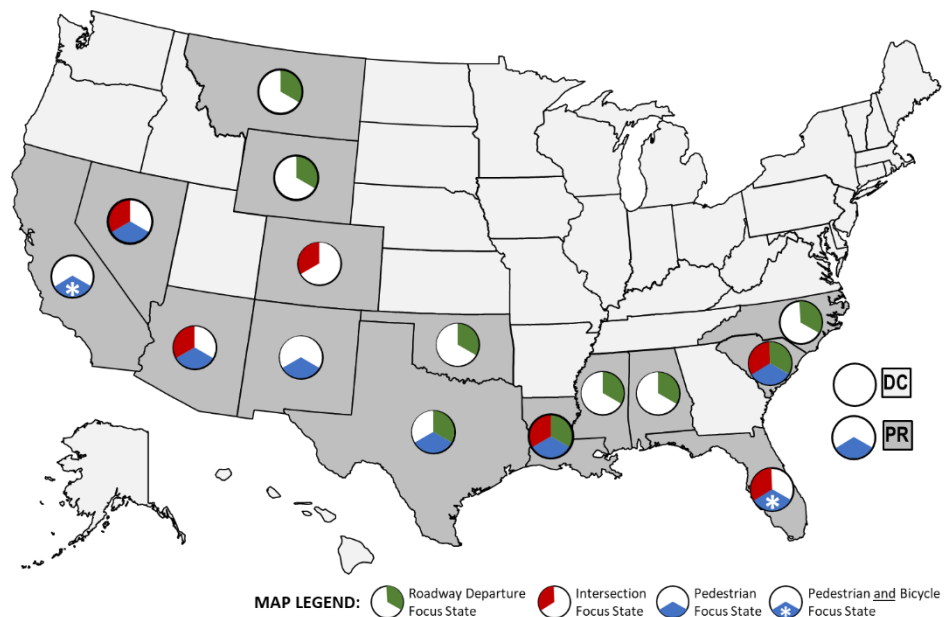 DC
PR
MAP LEGEND:
Roadway Departure
Focus State
Intersection
Focus State
Pedestrian
Focus State
Pedestrian and Bicycle
Focus State